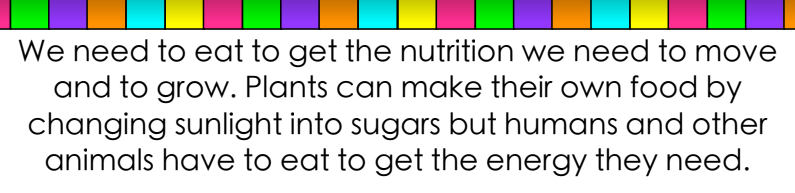 We need to eat to get the nutrition we need to move
and to grow. Plants can make their own food by
changing sunlight into sugars but humans and other
animals have to eat to get the energy they need.